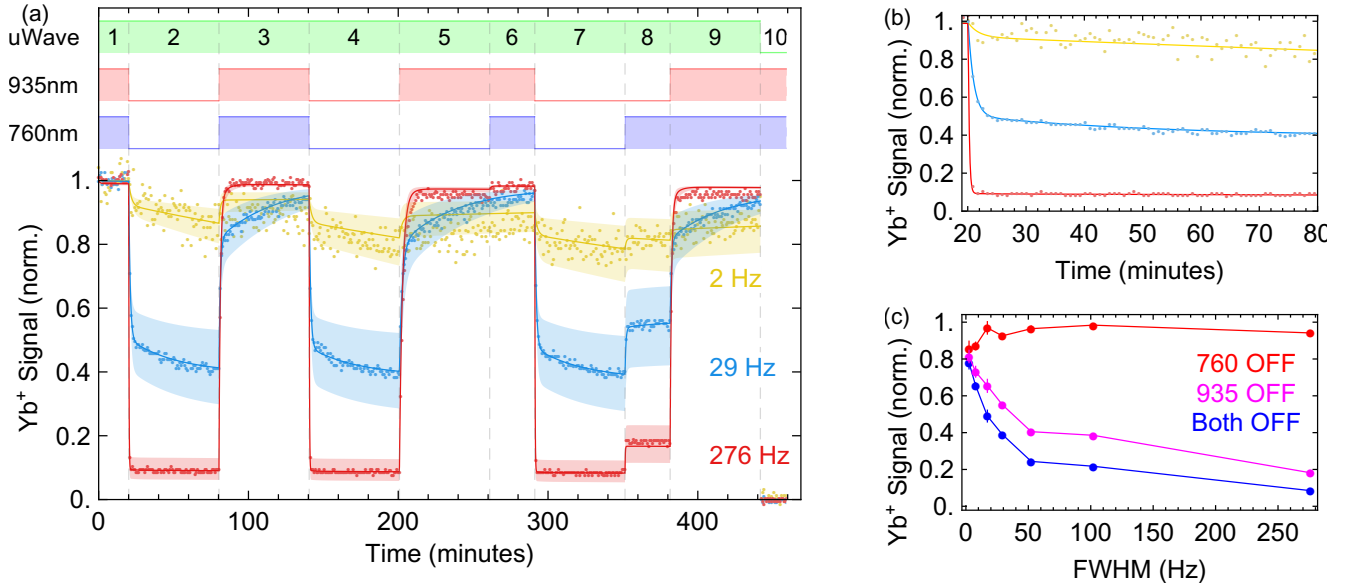 (a)
uWave 1 2 3 4 5 6 7 8 9 10
935nm
760nm
Yb⁺ Signal (norm.)
1.
0.8
0.6
0.4
0.2
0.
2 Hz
29 Hz
276 Hz
0 100 200 300 400
Time (minutes)
(b)
Yb⁺ Signal (norm.)
1.
0.8
0.6
0.4
0.2
0
20 30 40 50 60 70 80
Time (minutes)
(c)
Yb⁺ Signal (norm.)
1.
0.8
0.6
0.4
0.2
0.
760 OFF
935 OFF
Both OFF
0 50 100 150 200 250
FWHM (Hz)